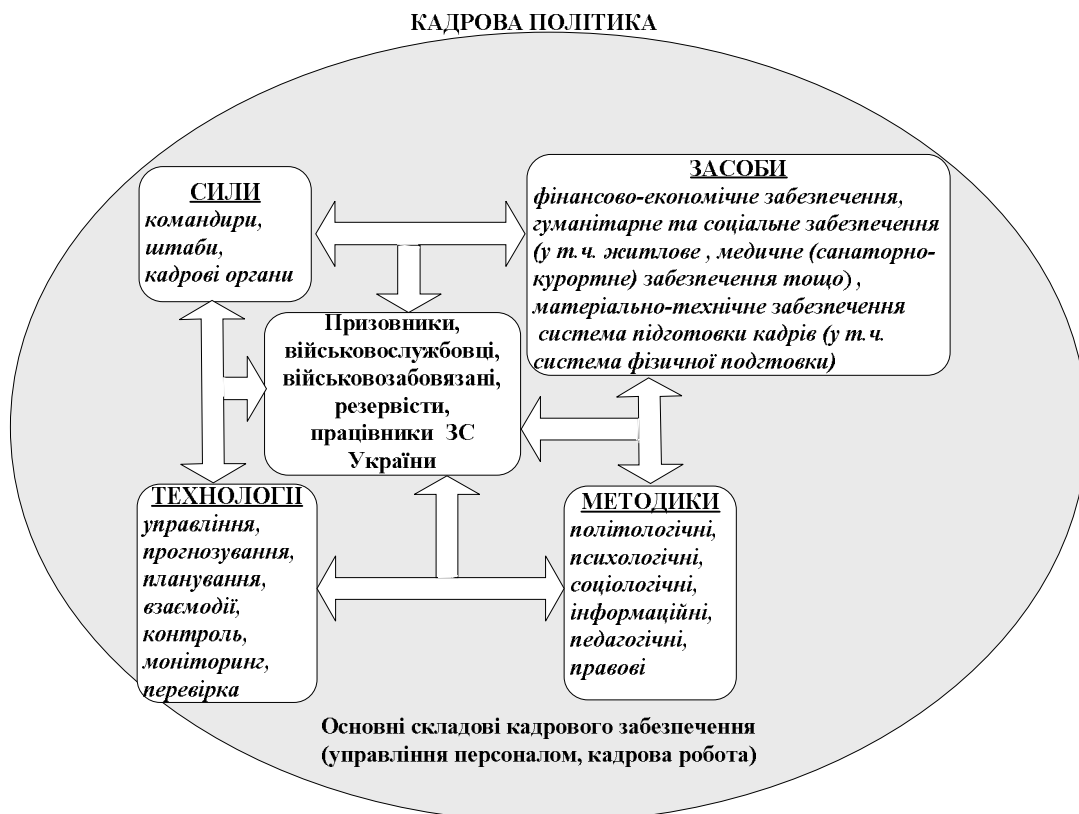 КАДРОВА ПОЛІТИКА
СИЛИ
командири,
штаби,
кадрові органи
ЗАСОБИ
фінансово-економічне забезпечення,
гуманітарне та соціальне забезпечення
(у т.ч. житлове , медичне (санаторно-
курортне) забезпечення тощо) ,
матеріально-технічне забезпечення
система підготовки кадрів (у т.ч.
система фізичної подгтовки)
Призовники,
військовослужбовці,
військовозабовязані,
резервісти,
працівники ЗС
України
ТЕХНОЛОГІІ
управління,
прогнозування,
планування,
взаємодії,
контроль,
моніторинг,
перевірка
МЕТОДИКИ
політологічні,
психологічні,
соціологічні,
інформаційні,
педагогічні,
правові
Основні складові кадрового забезпечення
(управління персоналом, кадрова робота)